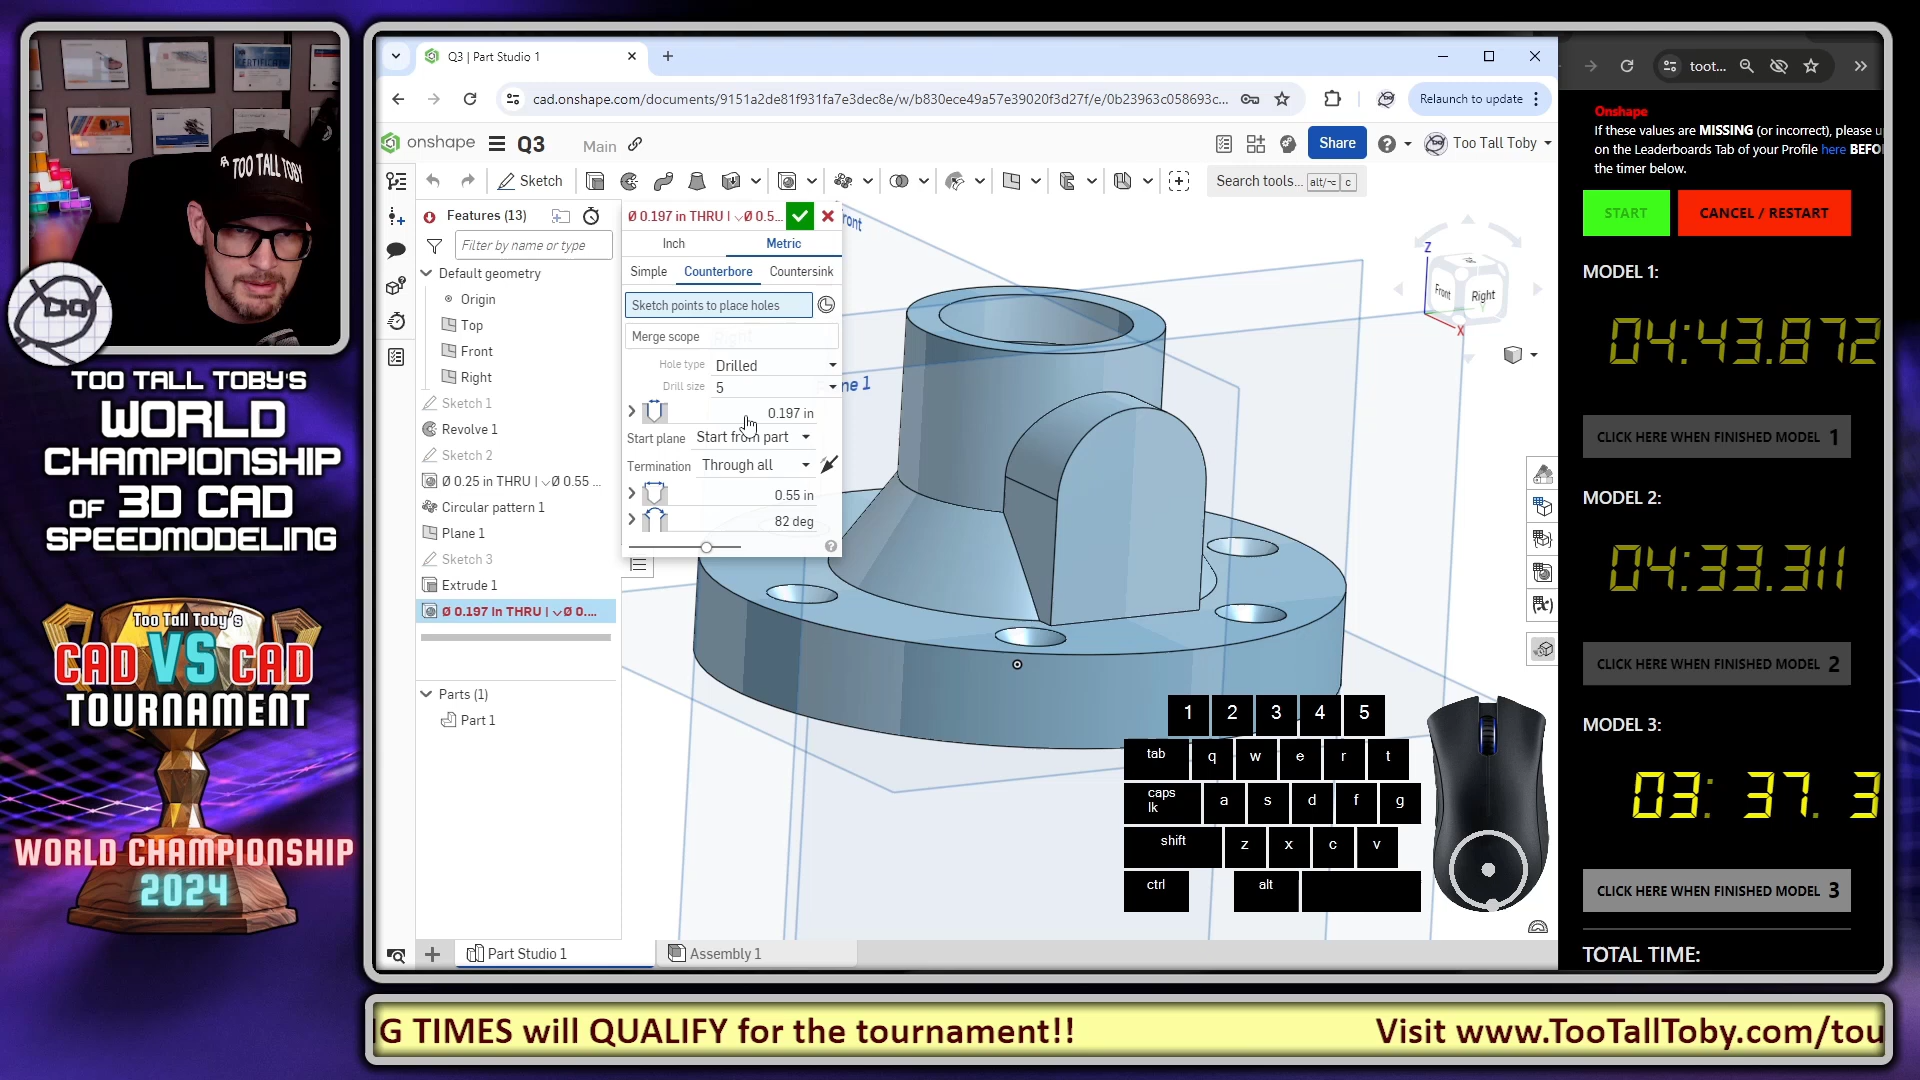 TOO TALL TOBY
TOO TALL TOBY'S
WORLD
CHAMPIONSHIP
OF 3D CAD
SPEEDMODELING
Too Tall Toby's
CAD VS CAD
TOURNAMENT
WORLD CHAMPIONSHIP
2024
Q3 | Part Studio 1
cad.onshape.com/documents/9151a2de81f931fa7e3dec8e/w/b830ece49a57e39020f3d27f/e/0b23963c058693c...
Relaunch to update
onshape
Q3
Main
Share
Too Tall Toby
Sketch
Search tools...
alt/⌥ c
Features (13)
Filter by name or type
Default geometry
Origin
Top
Front
Right
Sketch 1
Revolve 1
Sketch 2
Ø 0.25 in THRU | ⌵Ø 0.55 ...
Circular pattern 1
Plane 1
Sketch 3
Extrude 1
Ø 0.197 in THRU | ⌵Ø 0....
Parts (1)
Part 1
Ø 0.197 in THRU | ⌵Ø 0.5...
Inch
Metric
Simple
Counterbore
Countersink
Sketch points to place holes
Merge scope
Hole type
Drilled
Drill size
5
0.197 in
Start plane
Start from part
Termination
Through all
0.55 in
82 deg
ront
ne 1
Z
Front
Right
X
1 2 3 4 5
tab q w e r t
caps lk a s d f g
shift z x c v
ctrl alt
Part Studio 1
Assembly 1
toot...
Onshape
If these values are MISSING (or incorrect), please u
on the Leaderboards Tab of your Profile here BEFO
the timer below.
START
CANCEL / RESTART
MODEL 1:
04:43.872
CLICK HERE WHEN FINISHED MODEL 1
MODEL 2:
04:33.311
CLICK HERE WHEN FINISHED MODEL 2
MODEL 3:
03: 37. 3
CLICK HERE WHEN FINISHED MODEL 3
TOTAL TIME:
IG TIMES will QUALIFY for the tournament!!
Visit www.TooTallToby.com/tou